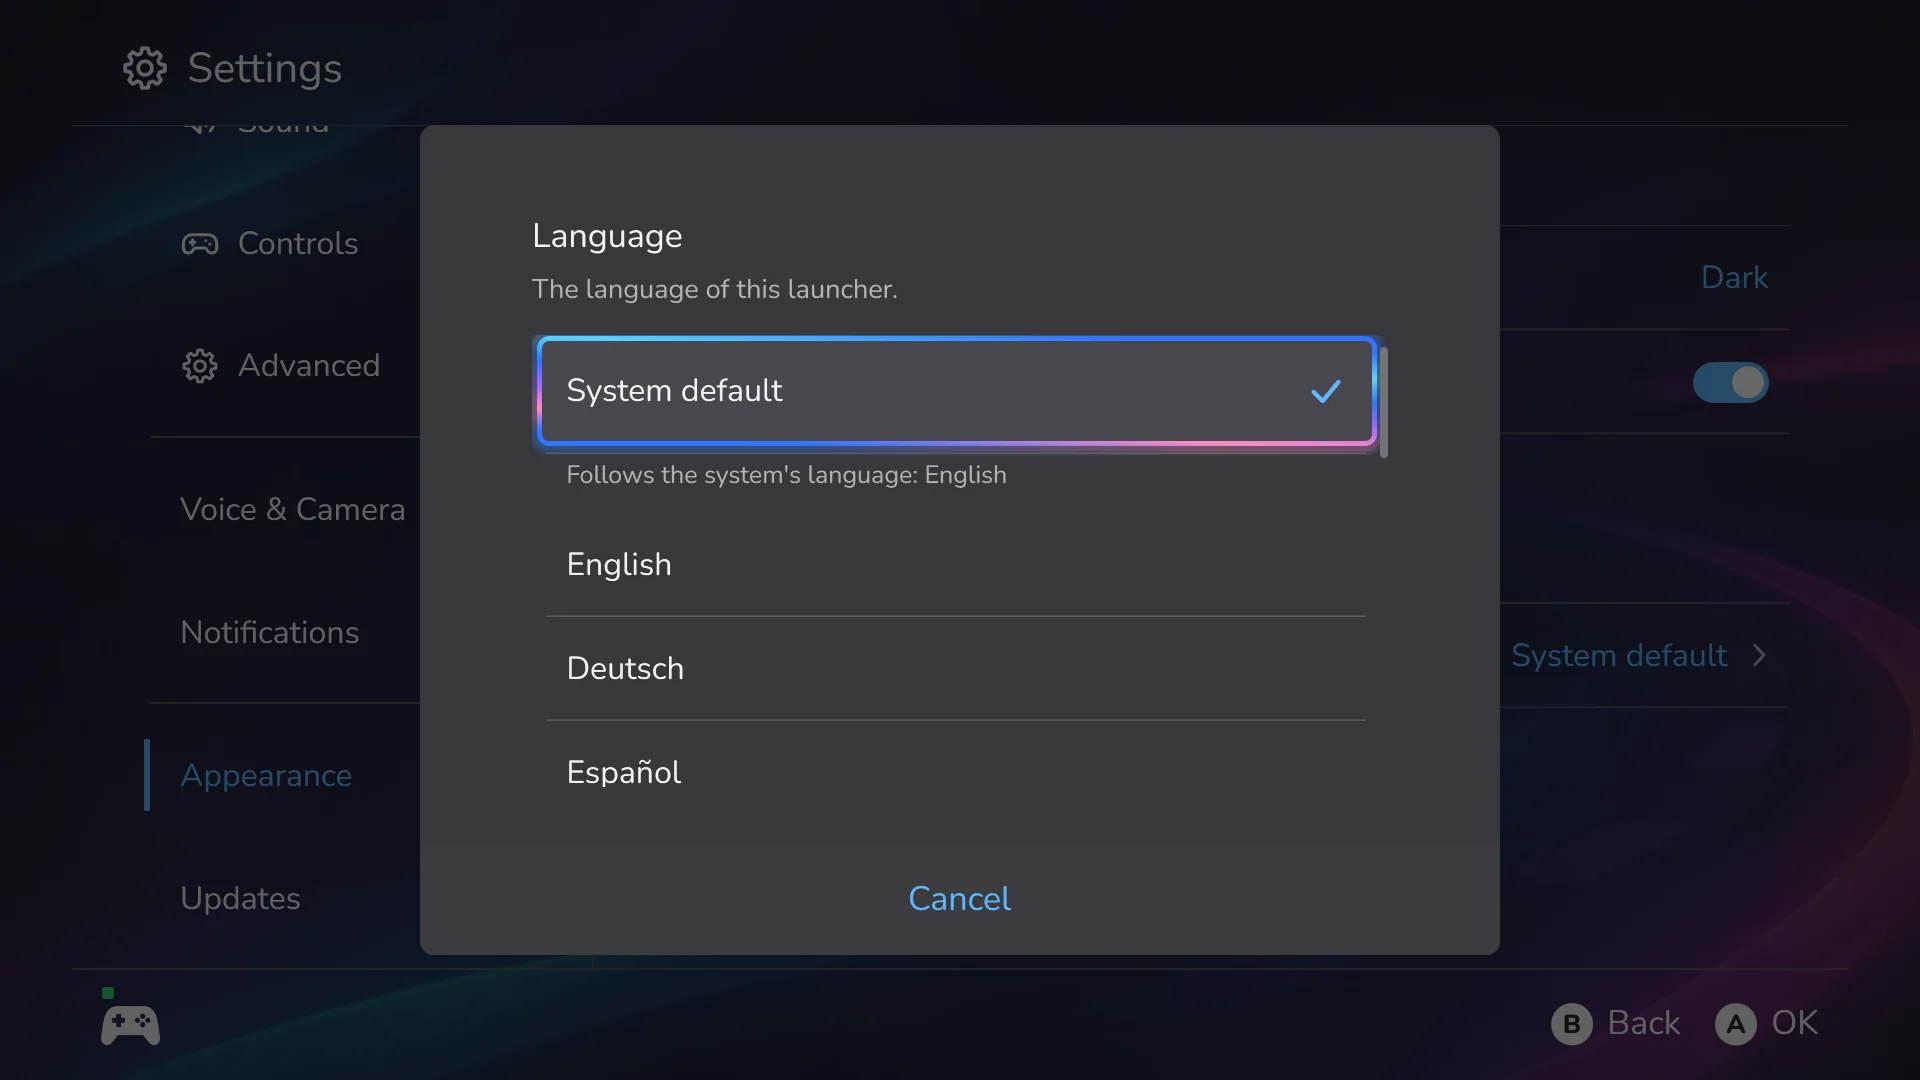 Settings
Sound
Controls
Advanced
Voice & Camera
Notifications
Appearance
Updates
Language
The language of this launcher.
System default
Follows the system's language: English
English
Deutsch
Español
Cancel
Dark
System default
B Back
A OK